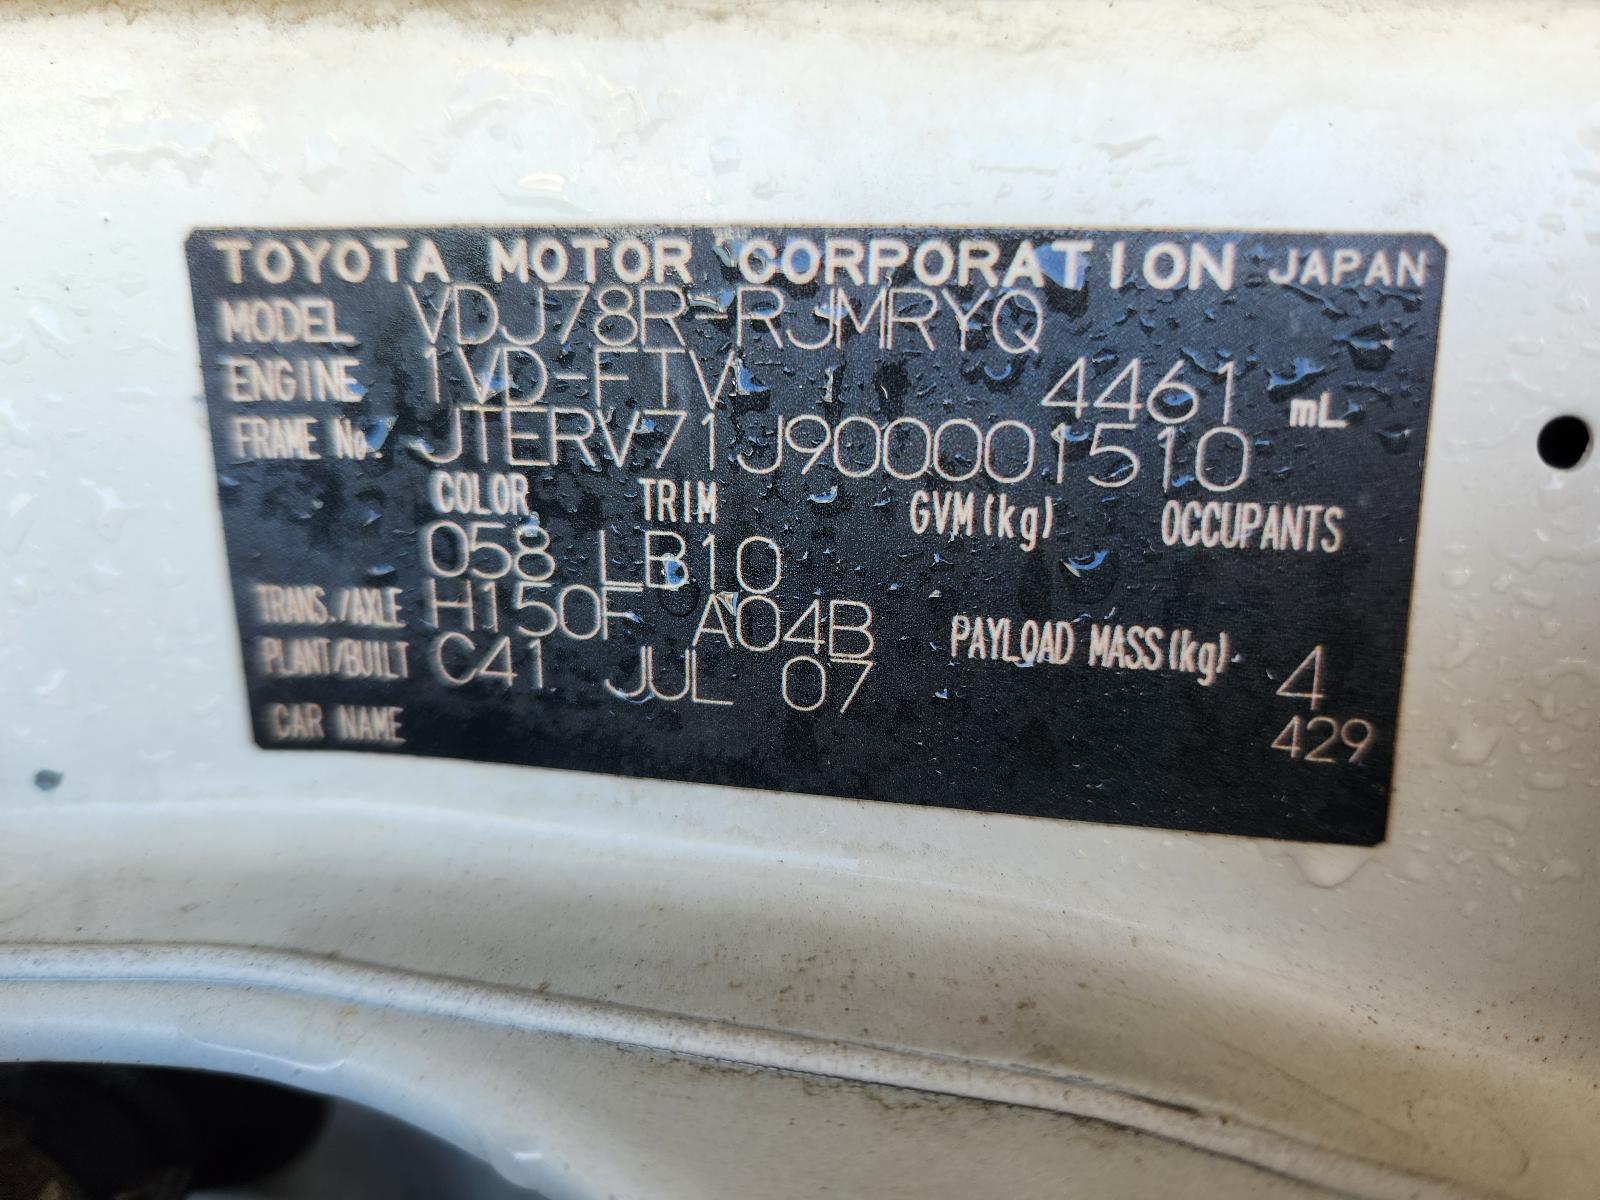 TOYOTA MOTOR CORPORATION JAPAN
MODEL VDJ78R-RJMRYQ
ENGINE 1VD-FTV 4461 mL
FRAME No. JTERV71J900001510
COLOR TRIM GVM(kg) OCCUPANTS
058 LB10
TRANS./AXLE H150F A04B PAYLOAD MASS(kg) 4
PLANT/BUILT C41 JUL 07 429
CAR NAME